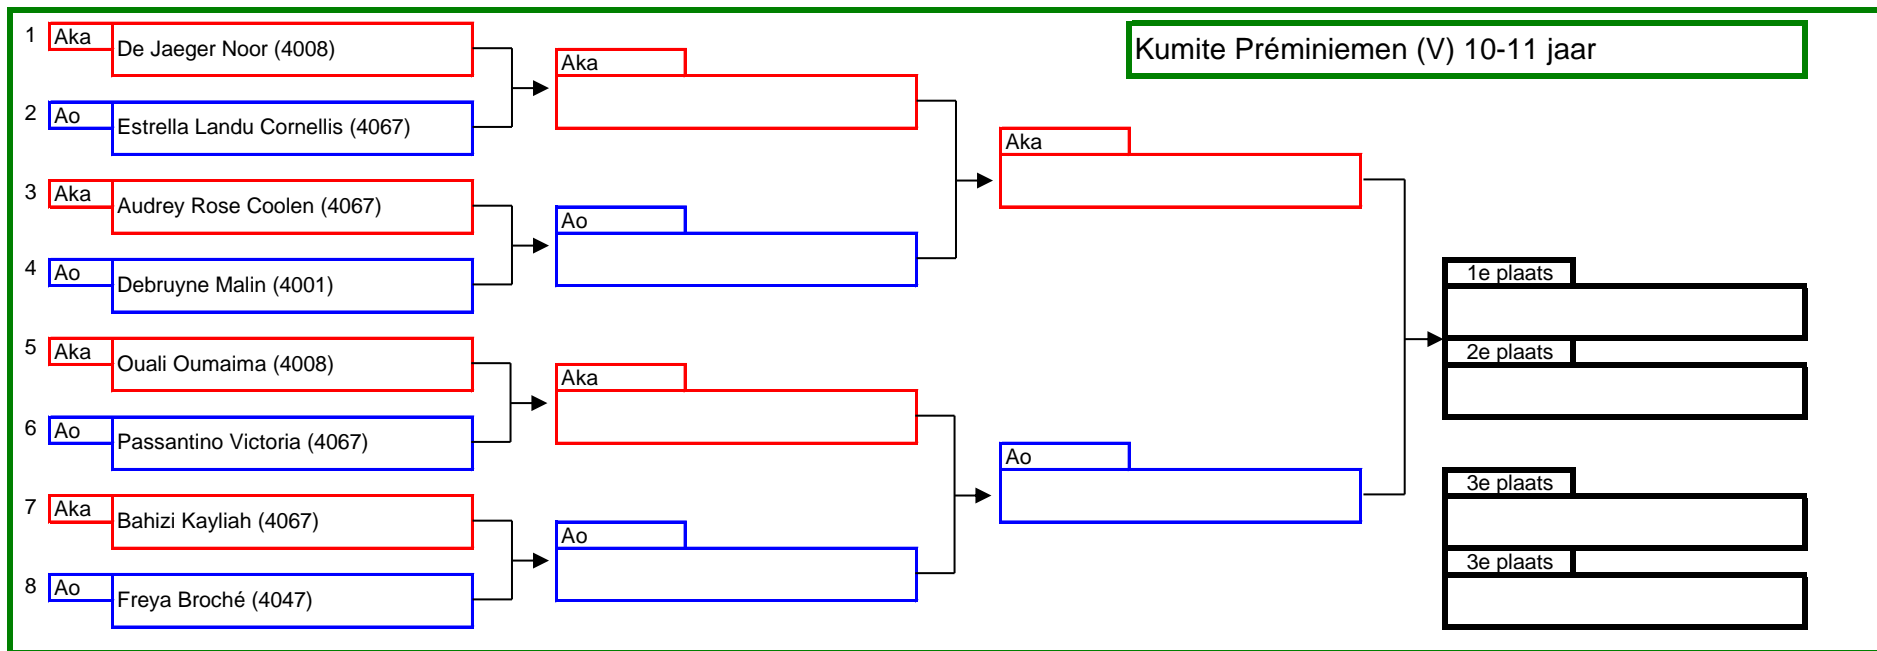 Kumite Préminiemen (V) 10-11 jaar
1 Aka De Jaeger Noor (4008)
2 Ao Estrella Landu Cornellis (4067)
3 Aka Audrey Rose Coolen (4067)
4 Ao Debruyne Malin (4001)
5 Aka Ouali Oumaima (4008)
6 Ao Passantino Victoria (4067)
7 Aka Bahizi Kayliah (4067)
8 Ao Freya Broché (4047)
Aka
Ao
Aka
Ao
Aka
Ao
1e plaats
2e plaats
3e plaats
3e plaats